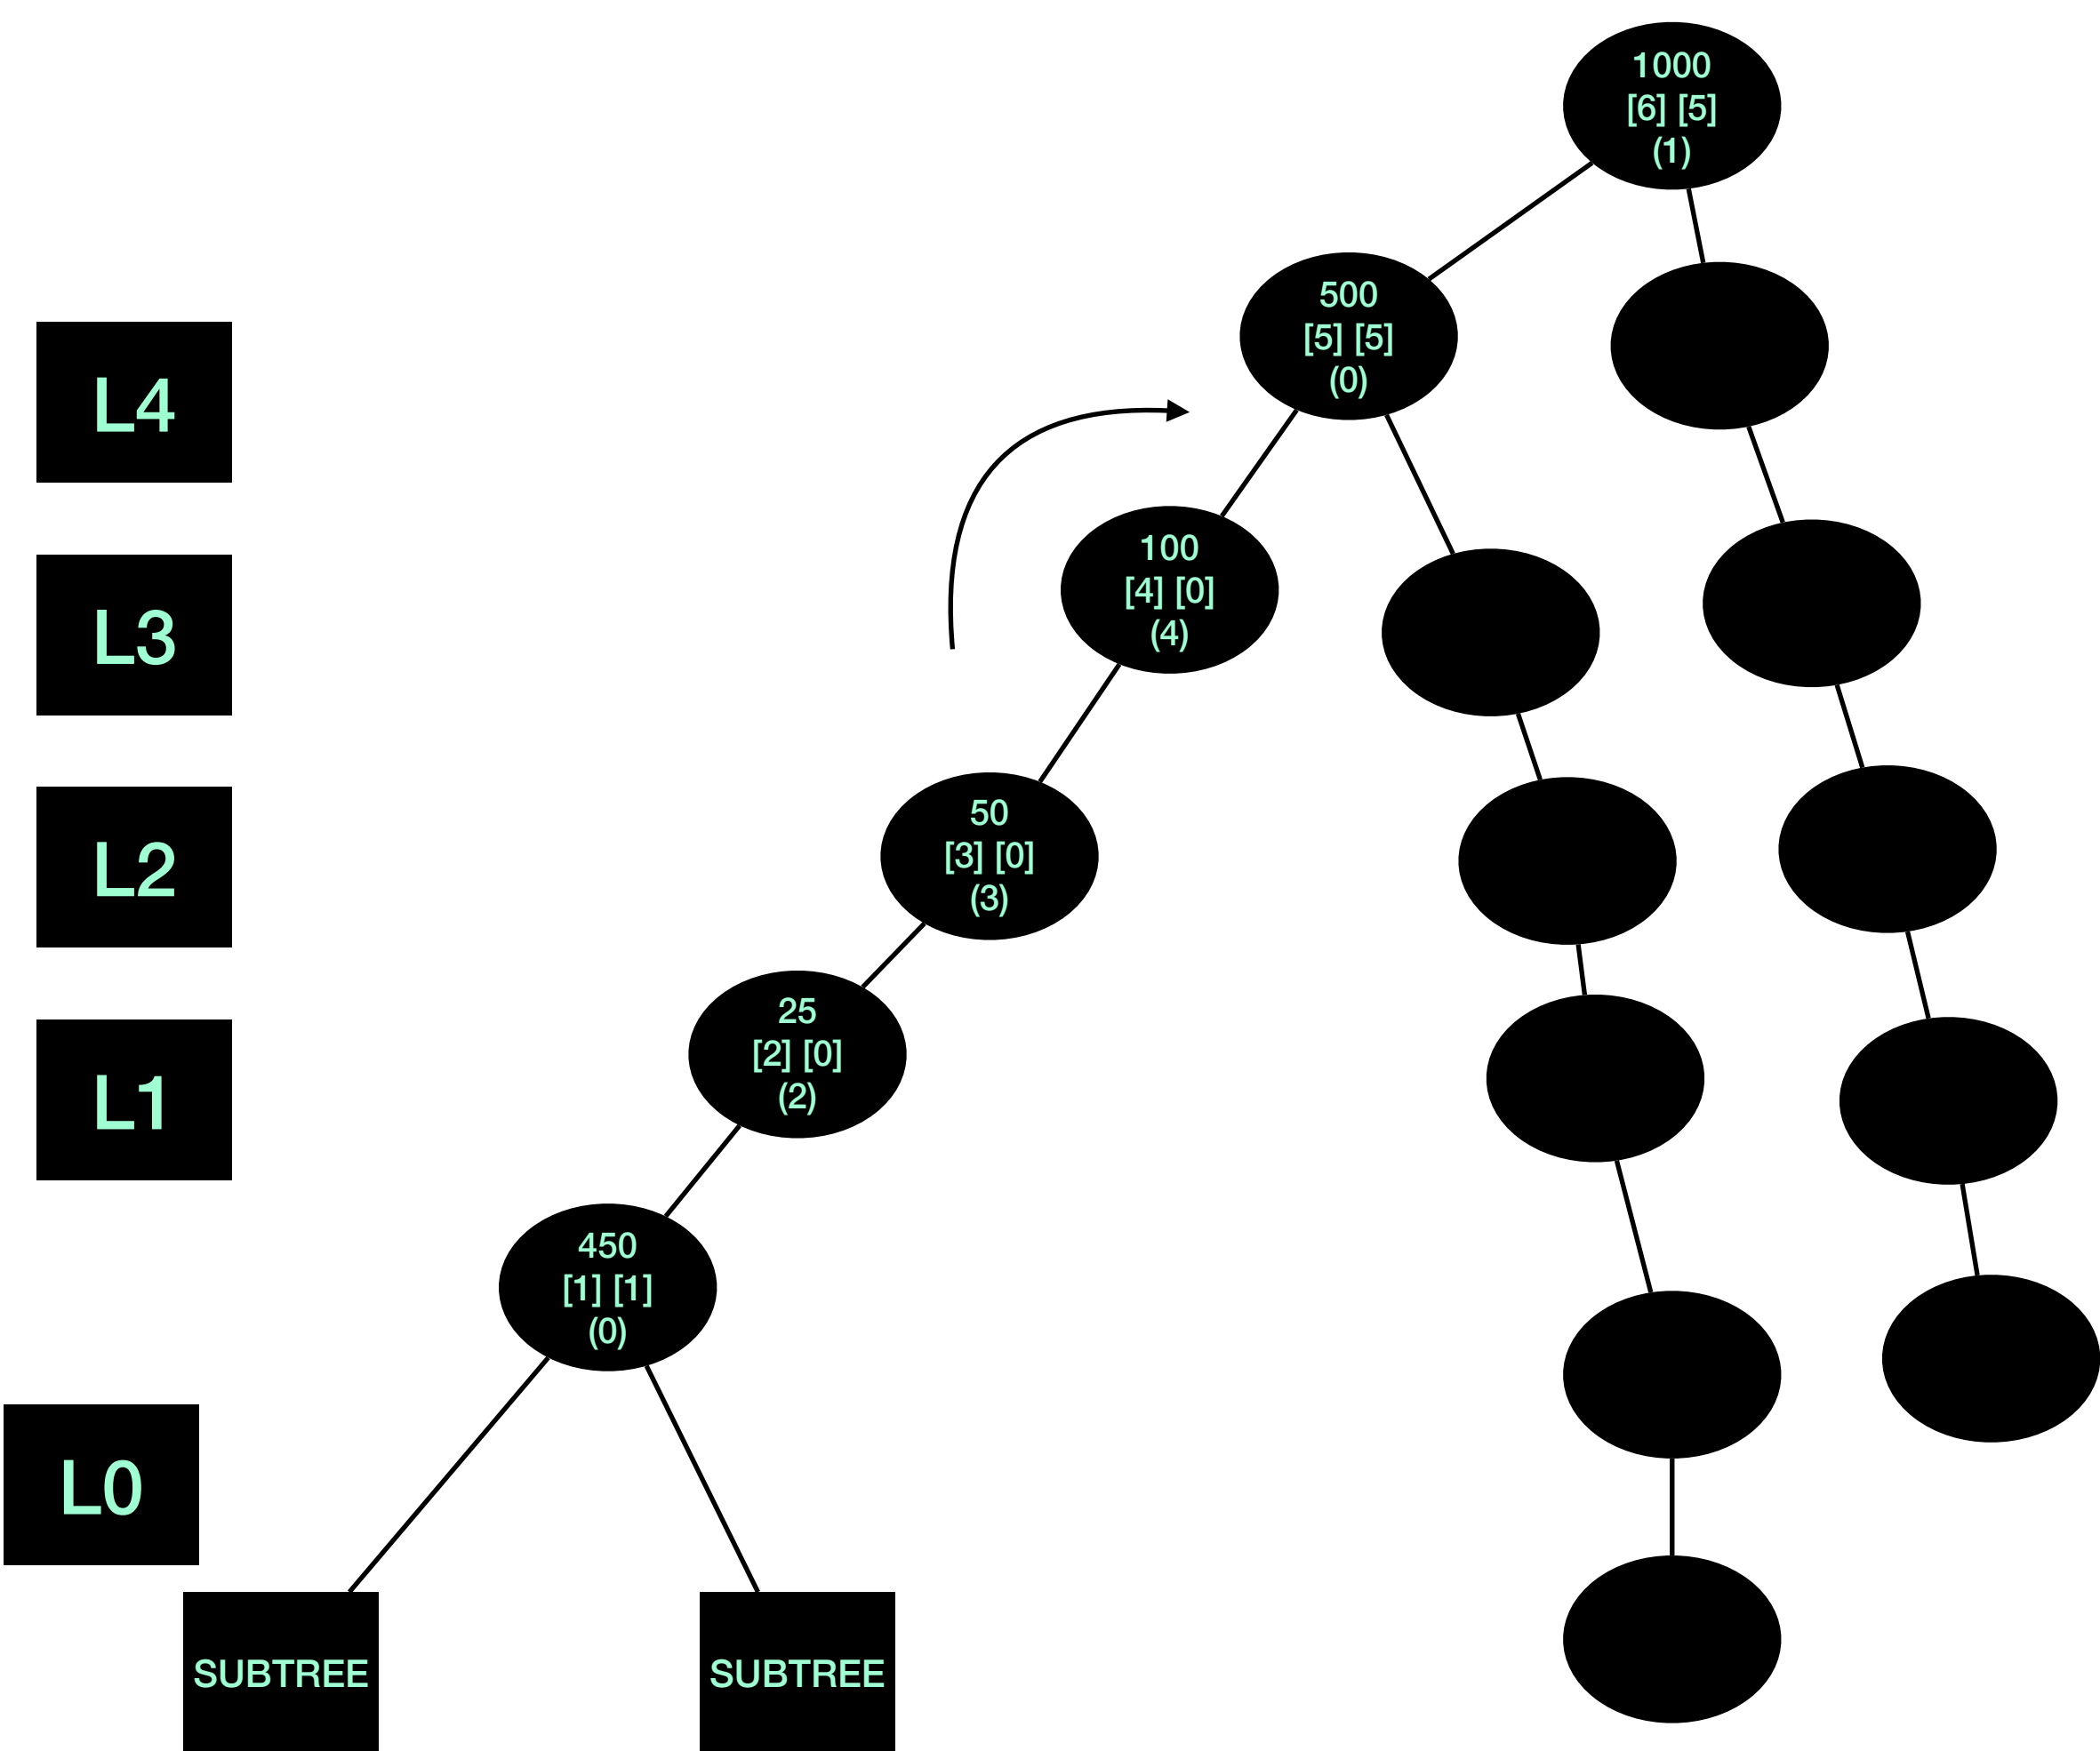 1000
[6] [5]
(1)
500
[5] [5]
(0)
L4
100
[4] [0]
(4)
L3
50
[3] [0]
(3)
L2
25
[2] [0]
(2)
L1
450
[1] [1]
(0)
L0
SUBTREE
SUBTREE